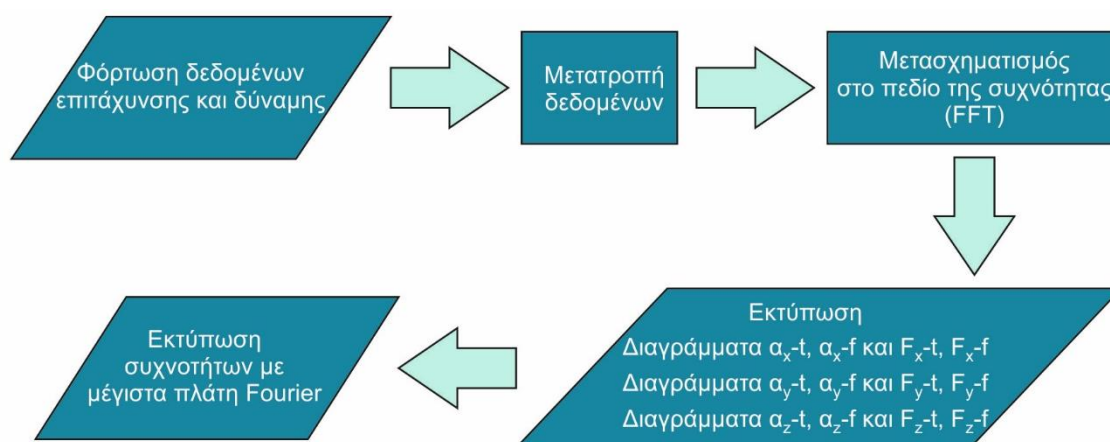 Φόρτωση δεδομένων
επιτάχυνσης και δύναμης
Μετατροπή
δεδομένων
Μετασχηματισμός
στο πεδίο της συχνότητας
(FFT)
Εκτύπωση
Διαγράμματα αx-t, αx-f και Fx-t, Fx-f
Διαγράμματα αy-t, αy-f και Fy-t, Fy-f
Διαγράμματα αz-t, αz-f και Fz-t, Fz-f
Εκτύπωση
συχνοτήτων με
μέγιστα πλάτη Fourier